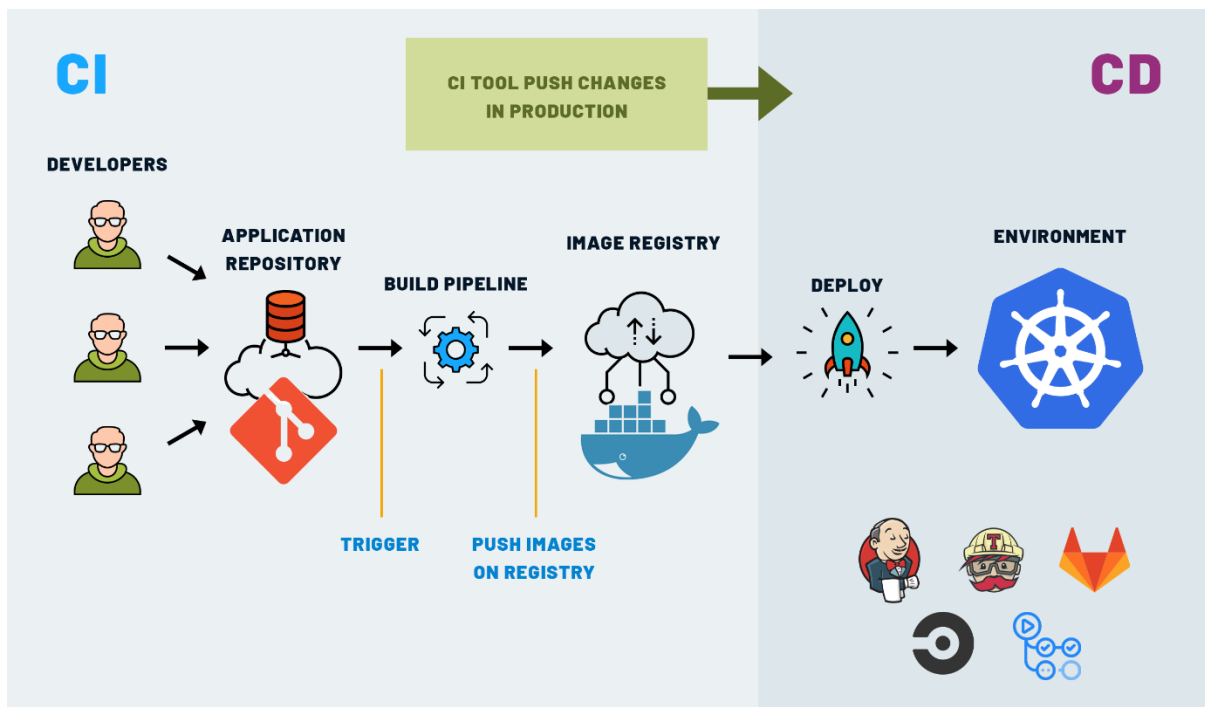 CI
CI TOOL PUSH CHANGES
IN PRODUCTION
CD
DEVELOPERS
APPLICATION
REPOSITORY
BUILD PIPELINE
IMAGE REGISTRY
DEPLOY
ENVIRONMENT
TRIGGER
PUSH IMAGES
ON REGISTRY
T